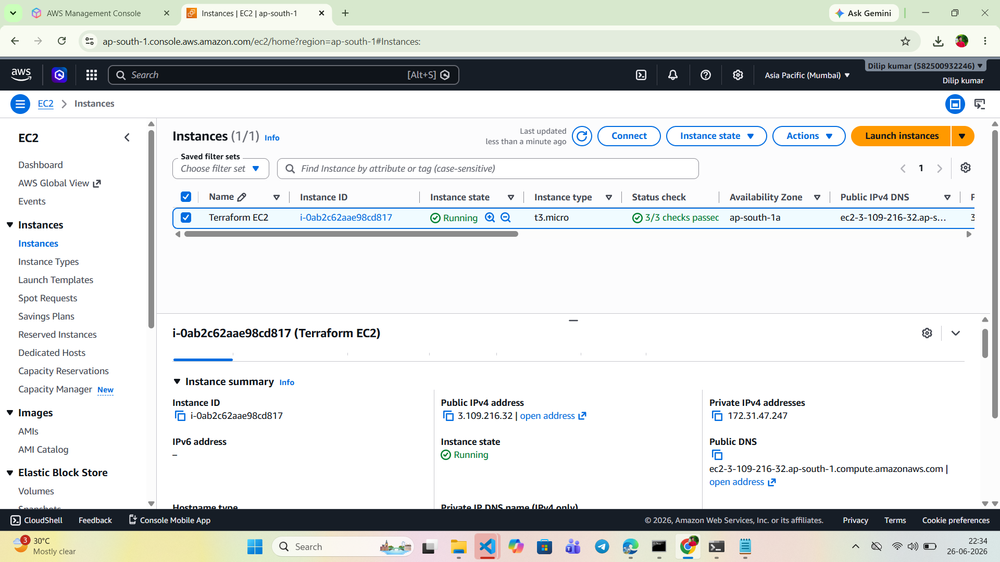 AWS Management Console
Instances | EC2 | ap-south-1
Ask Gemini
ap-south-1.console.aws.amazon.com/ec2/home?region=ap-south-1#Instances:
aws
Search
[Alt+S]
Asia Pacific (Mumbai)
Dilip kumar (582500932246)
Dilip kumar
EC2
Instances
EC2
Dashboard
AWS Global View
Events
Instances
Instances
Instance Types
Launch Templates
Spot Requests
Savings Plans
Reserved Instances
Dedicated Hosts
Capacity Reservations
Capacity Manager New
Images
AMIs
AMI Catalog
Elastic Block Store
Volumes
Snapshots
Instances (1/1) Info
Last updated
less than a minute ago
Connect
Instance state
Actions
Launch instances
Saved filter sets
Choose filter set
Find Instance by attribute or tag (case-sensitive)
1
Name Instance ID Instance state Instance type Status check Availability Zone Public IPv4 DNS P
Terraform EC2 i-0ab2c62aae98cd817 Running t3.micro 3/3 checks passed ap-south-1a ec2-3-109-216-32.ap-s... 3
i-0ab2c62aae98cd817 (Terraform EC2)
Instance summary Info
Instance ID
i-0ab2c62aae98cd817
Public IPv4 address
3.109.216.32 | open address
Private IPv4 addresses
172.31.47.247
IPv6 address
–
Instance state
Running
Public DNS
ec2-3-109-216-32.ap-south-1.compute.amazonaws.com |
open address
Hostname type
Private IP DNS name (IPv4 only)
CloudShell
Feedback
Console Mobile App
© 2026, Amazon Web Services, Inc. or its affiliates.
Privacy
Terms
Cookie preferences
3
30°C
Mostly clear
Search
22:34
26-06-2026